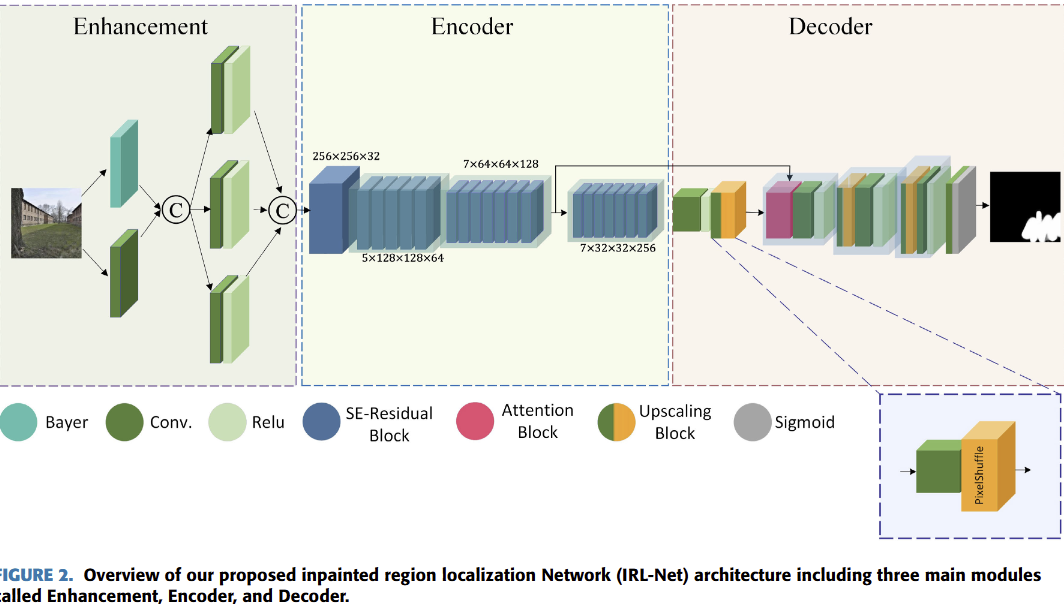 Enhancement
Encoder
Decoder
256×256×32
7×64×64×128
C
C
5×128×128×64
7×32×32×256
Bayer
Conv.
Relu
SE-Residual
Block
Attention
Block
Upscaling
Block
Sigmoid
PixelShuffle
FIGURE 2. Overview of our proposed inpainted region localization Network (IRL-Net) architecture including three main modules
called Enhancement, Encoder, and Decoder.